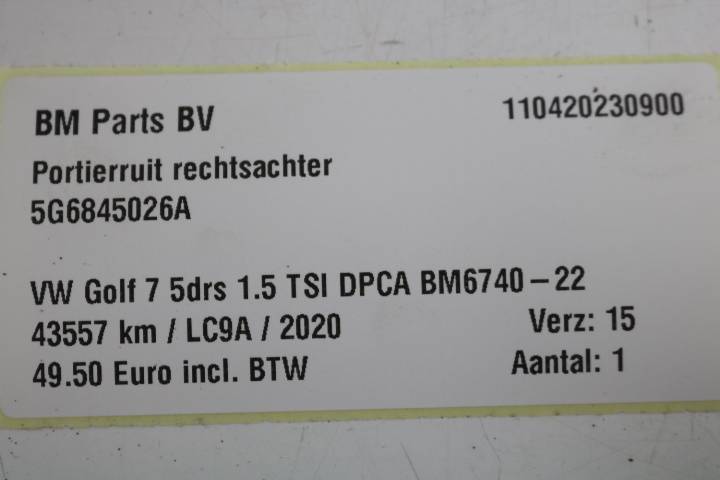 BM Parts BV 110420230900
Portierruit rechtsachter
5G6845026A
VW Golf 7 5drs 1.5 TSI DPCA BM6740-22
43557 km / LC9A / 2020 Verz: 15
49.50 Euro incl. BTW Aantal: 1